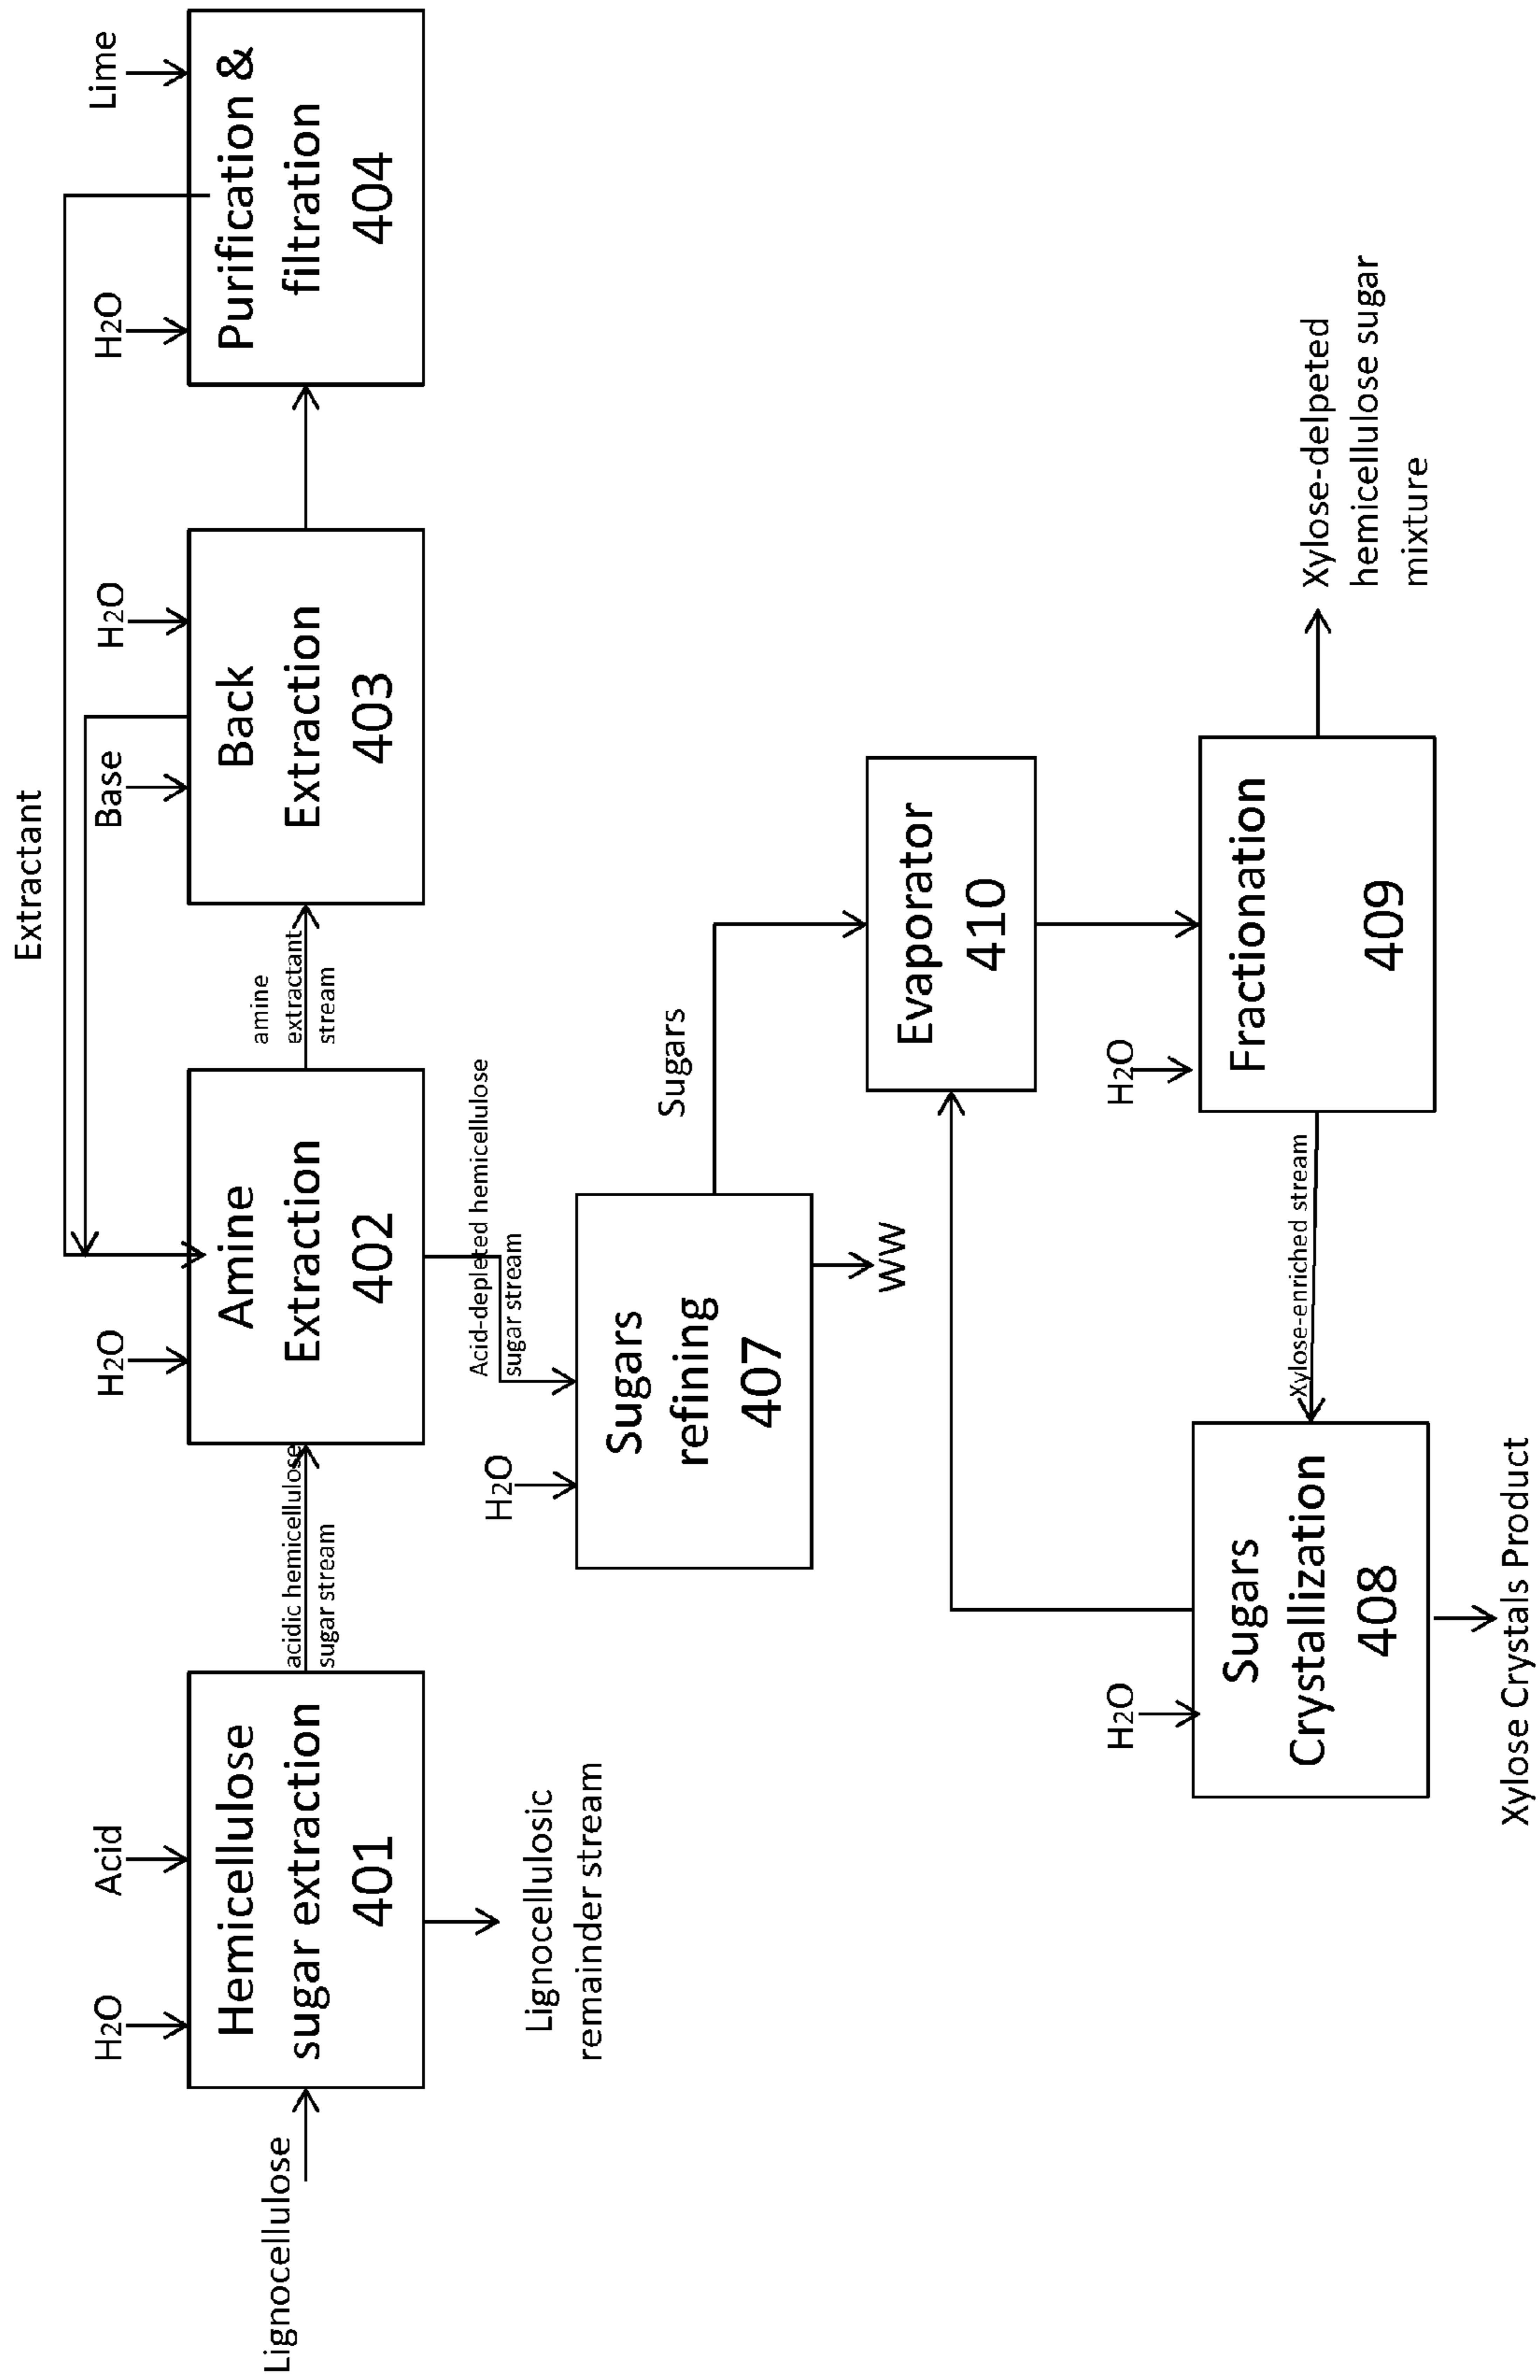 Extractant
H2O
Acid
H2O
Base
H2O
H2O
Lime
Lignocellulose
Hemicellulose
sugar extraction
401
acidic hemicellulose
sugar stream
Amine
Extraction
402
amine
extractant
stream
Back
Extraction
403
Purification &
filtration
404
Lignocellulosic
remainder stream
Acid-depleted hemicellulose
sugar stream
H2O
Sugars
refining
407
WW
Sugars
Evaporator
410
H2O
Sugars
Crystallization
408
Xylose Crystals Product
Xylose-enriched stream
H2O
Fractionation
409
Xylose-delpeted
hemicellulose sugar
mixture